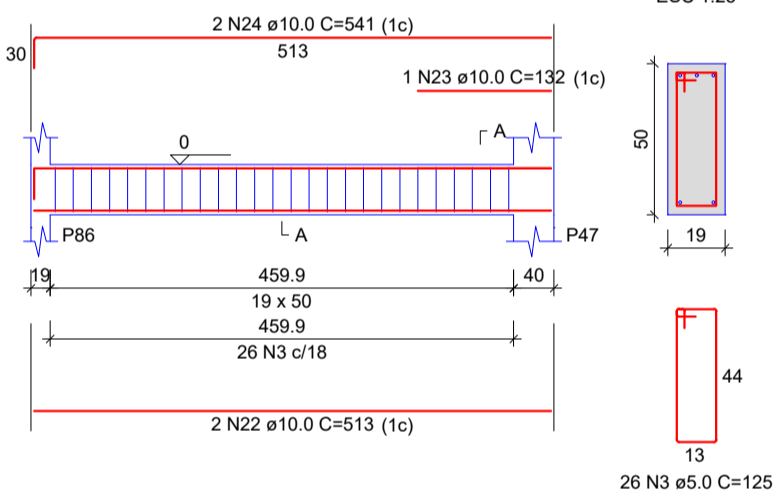 2 N24 ø10.0 C=541 (1c)
30
513
1 N23 ø10.0 C=132 (1c)
A
0
50
P86
A
P47
19
19
459.9
40
19 x 50
459.9
26 N3 c/18
2 N22 ø10.0 C=513 (1c)
44
13
26 N3 ø5.0 C=125